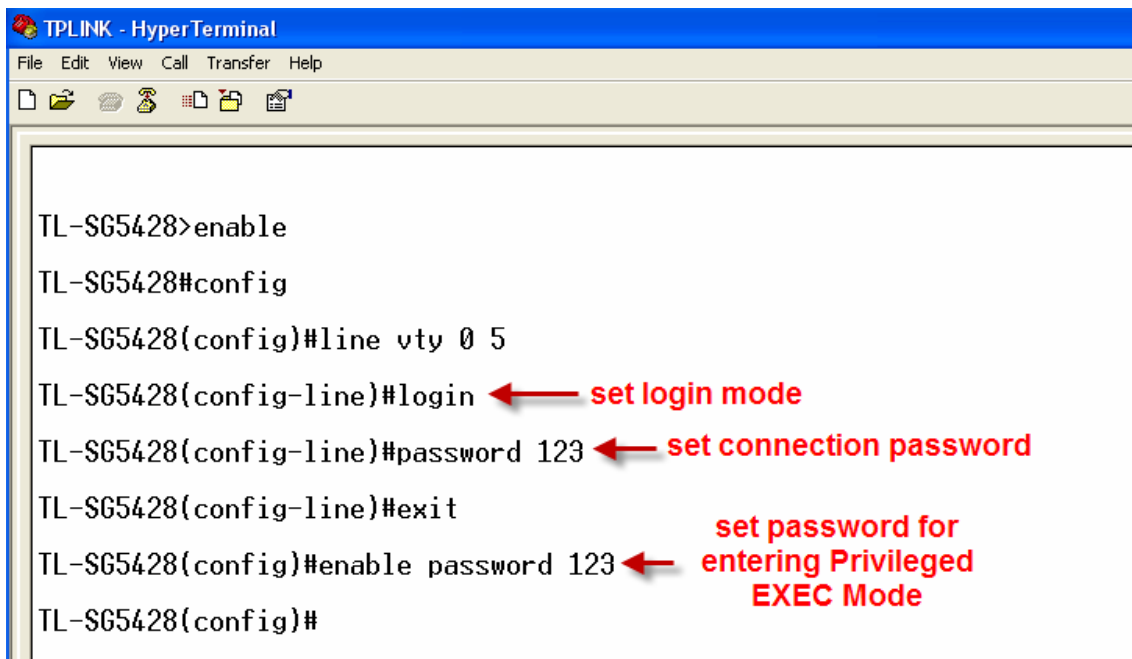 TPLINK - HyperTerminal
File Edit View Call Transfer Help
TL-SG5428>enable
TL-SG5428#config
TL-SG5428(config)#line vty 0 5
TL-SG5428(config-line)#login
set login mode
TL-SG5428(config-line)#password 123
set connection password
TL-SG5428(config-line)#exit
TL-SG5428(config)#enable password 123
set password for
entering Privileged
EXEC Mode
TL-SG5428(config)#